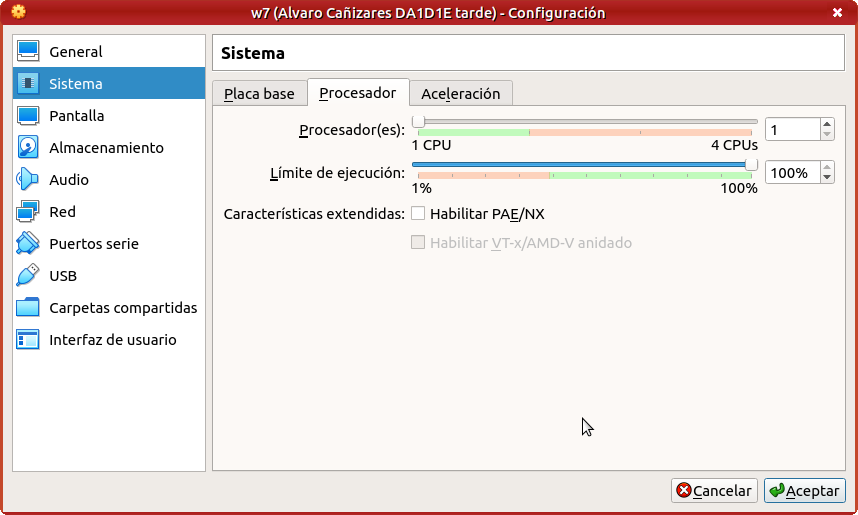 w7 (Alvaro Cañizares DA1D1E tarde) - Configuración
General
Sistema
Pantalla
Almacenamiento
Audio
Red
Puertos serie
USB
Carpetas compartidas
Interfaz de usuario
Sistema
Placa base Procesador Aceleración
Procesador(es): 1
1 CPU 4 CPUs
Límite de ejecución: 100%
1% 100%
Características extendidas: Habilitar PAE/NX
Habilitar VT-x/AMD-V anidado
Cancelar Aceptar